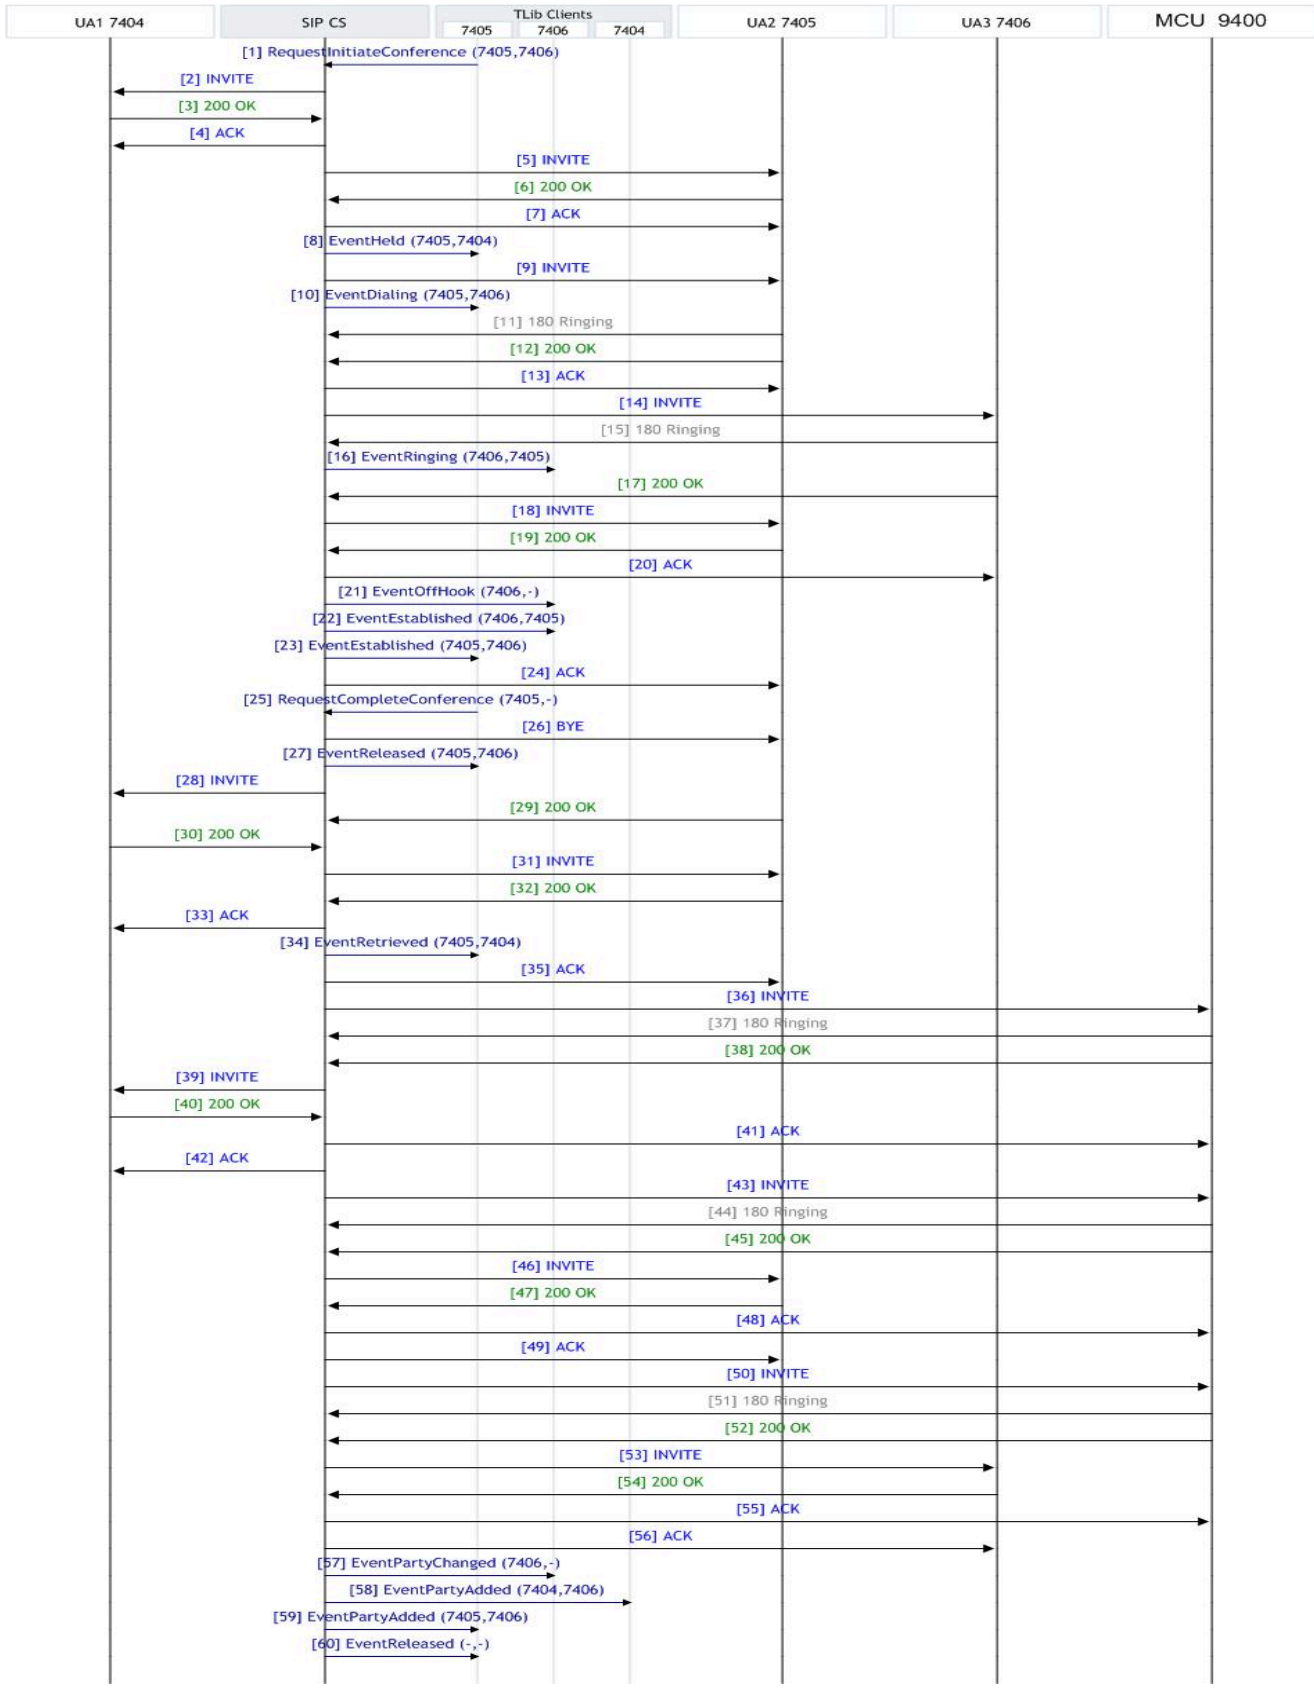 UA1 7404
SIP CS
TLib Clients
7405
7406
7404
UA2 7405
UA3 7406
MCU 9400
[1] RequestInitiateConference (7405,7406)
[2] INVITE
[3] 200 OK
[4] ACK
[5] INVITE
[6] 200 OK
[7] ACK
[8] EventHeld (7405,7404)
[9] INVITE
[10] EventDialing (7405,7406)
[11] 180 Ringing
[12] 200 OK
[13] ACK
[14] INVITE
[15] 180 Ringing
[16] EventRinging (7406,7405)
[17] 200 OK
[18] INVITE
[19] 200 OK
[20] ACK
[21] EventOffHook (7406,-)
[22] EventEstablished (7406,7405)
[23] EventEstablished (7405,7406)
[24] ACK
[25] RequestCompleteConference (7405,-)
[26] BYE
[27] EventReleased (7405,7406)
[28] INVITE
[29] 200 OK
[30] 200 OK
[31] INVITE
[32] 200 OK
[33] ACK
[34] EventRetrieved (7405,7404)
[35] ACK
[36] INVITE
[37] 180 Ringing
[38] 200 OK
[39] INVITE
[40] 200 OK
[41] ACK
[42] ACK
[43] INVITE
[44] 180 Ringing
[45] 200 OK
[46] INVITE
[47] 200 OK
[48] ACK
[49] ACK
[50] INVITE
[51] 180 Ringing
[52] 200 OK
[53] INVITE
[54] 200 OK
[55] ACK
[56] ACK
[57] EventPartyChanged (7406,-)
[58] EventPartyAdded (7404,7406)
[59] EventPartyAdded (7405,7406)
[60] EventReleased (-,-)